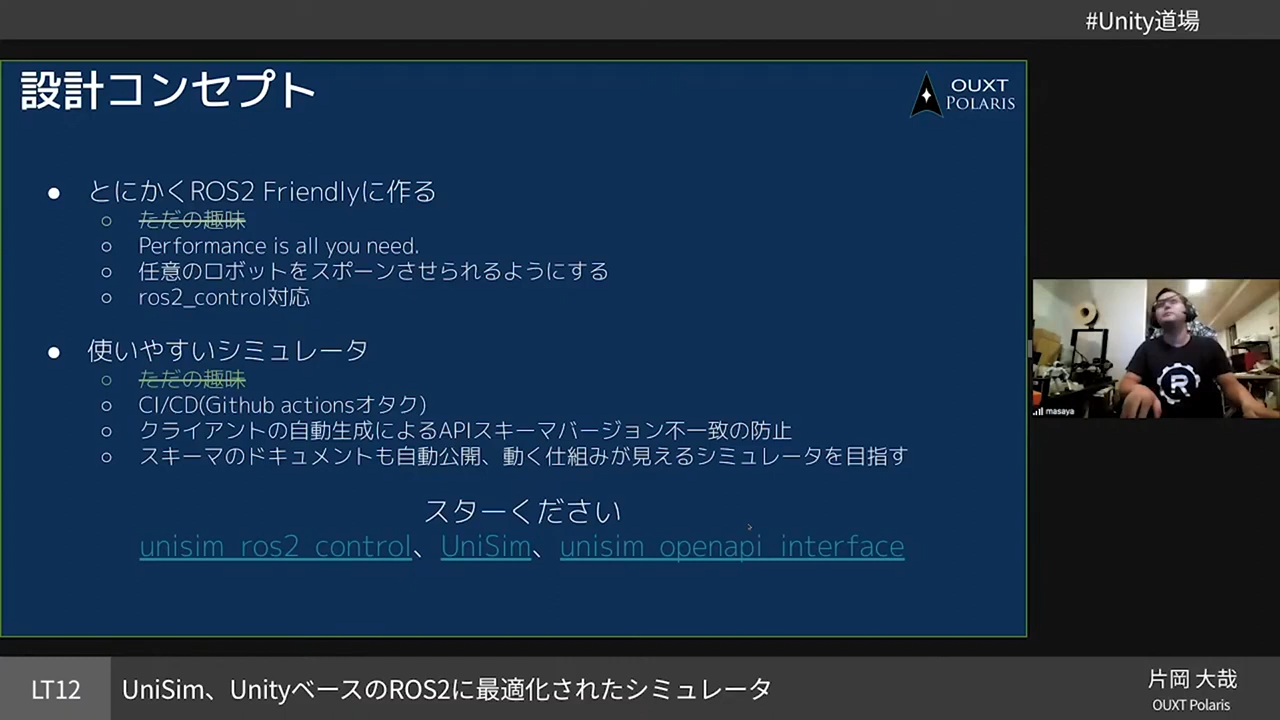 #Unity道場
設計コンセプト
OUXT
POLARIS
● とにかくROS2 Friendlyに作る
○ ただの趣味
○ Performance is all you need.
○ 任意のロボットをスポーンさせられるようにする
○ ros2_control対応
● 使いやすいシミュレータ
○ ただの趣味
○ CI/CD(Github actionsオタク)
○ クライアントの自動生成によるAPIスキーマバージョン不一致の防止
○ スキーマのドキュメントも自動公開、動く仕組みが見えるシミュレータを目指す
スターください
unisim_ros2_control、UniSim、unisim_openapi_interface
R
masaya
LT12
UniSim、UnityベースのROS2に最適化されたシミュレータ
片岡 大哉
OUXT Polaris